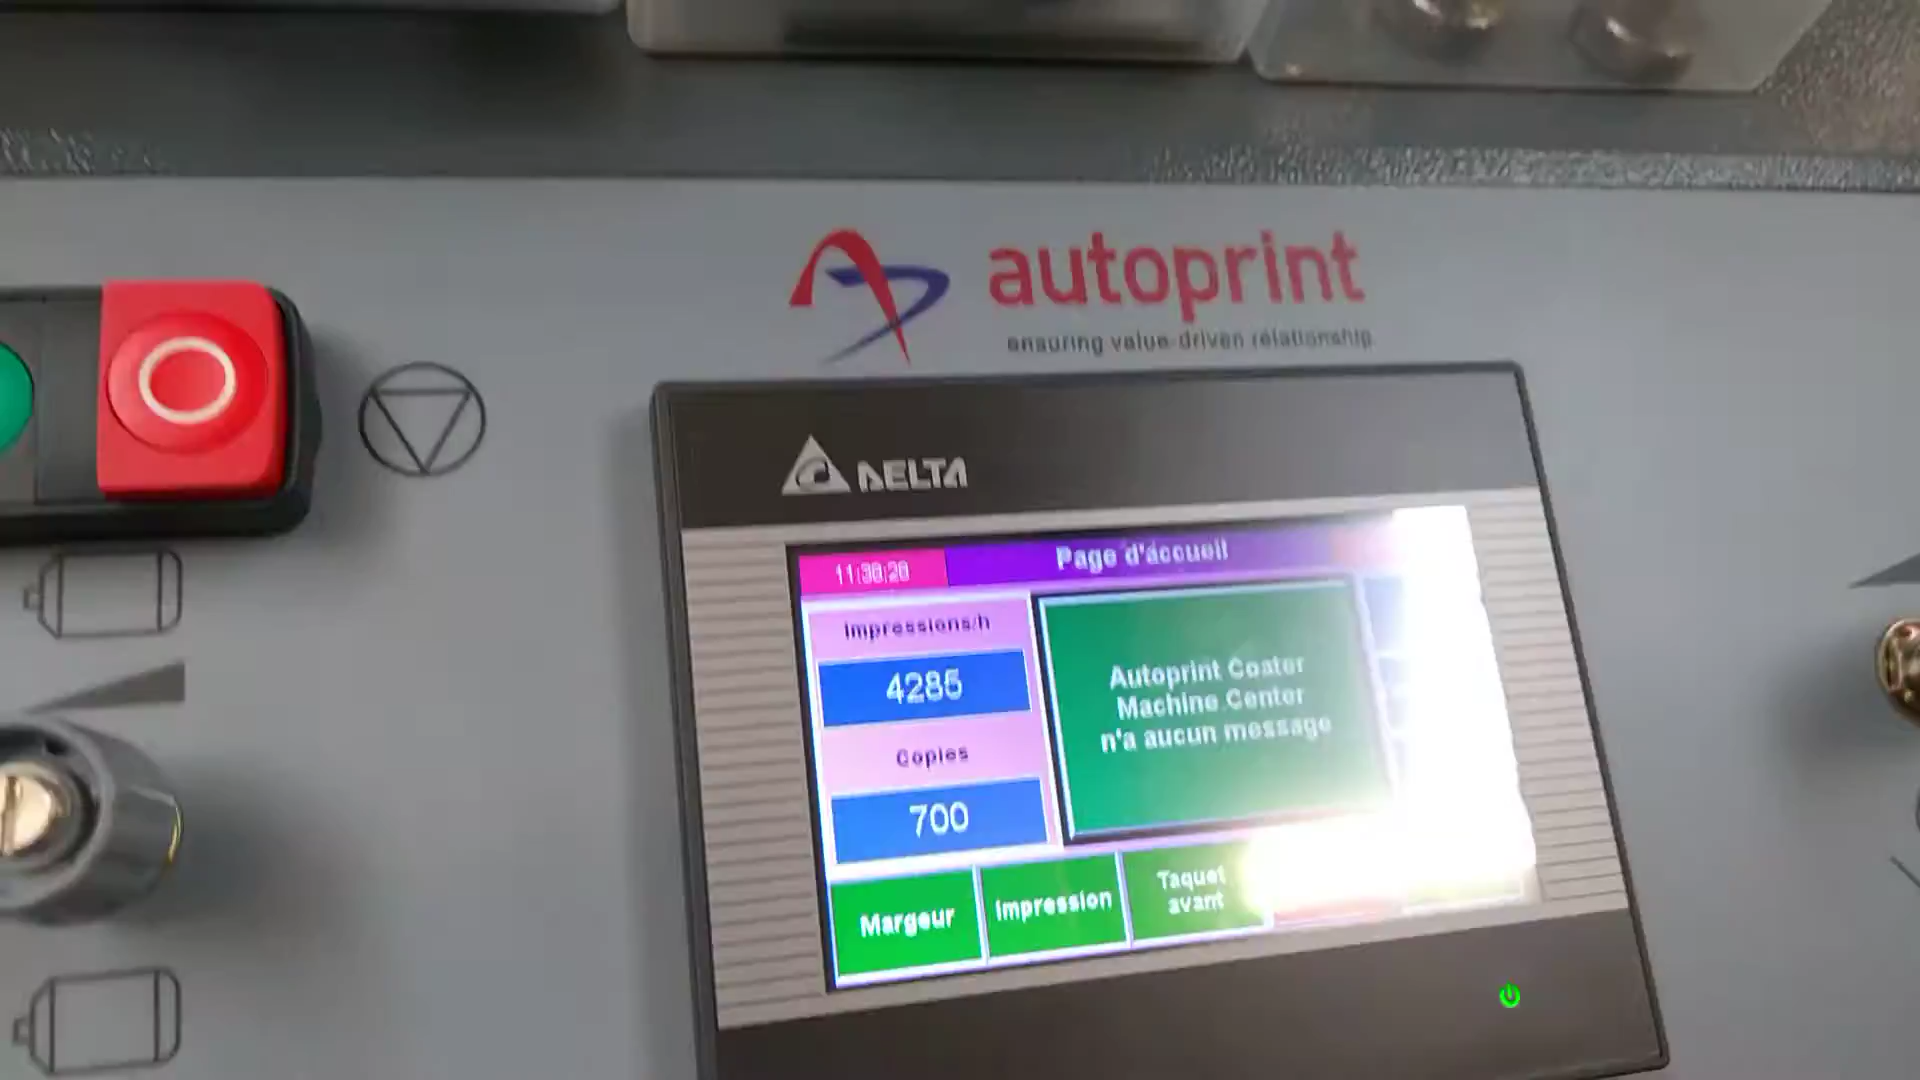 autoprint
ensuring value-driven relationship
DELTA
11:38:28
Page d'accueil
Impressions/h
4285
Autoprint Coater
Machine Center
n'a aucun message
Copies
700
Margeur
Impression
Taquet
avant